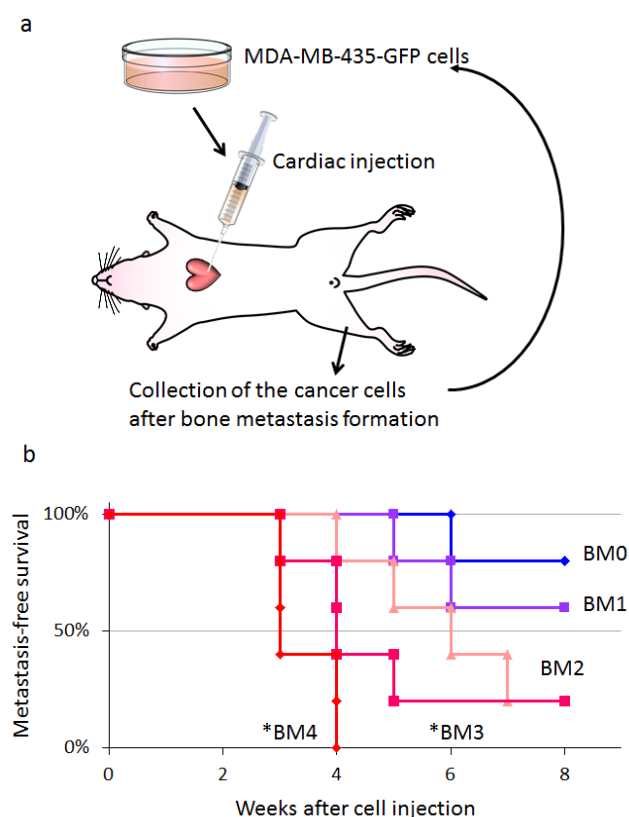 a
MDA-MB-435-GFP cells
Cardiac injection
Collection of the cancer cells
after bone metastasis formation
b
Metastasis-free survival
100%
50%
0%
BM0
BM1
BM2
*BM4
*BM3
0
2
4
6
8
Weeks after cell injection